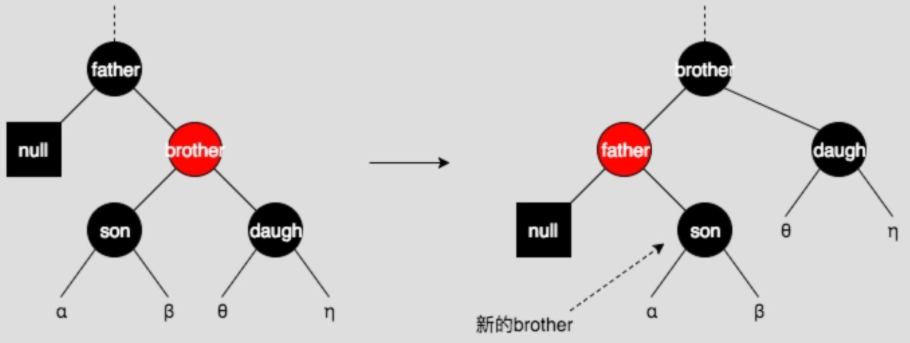 father
brother
null
brother
father
daugh
son
daugh
null
son
θ
η
α
β
θ
η
α
β
新的brother